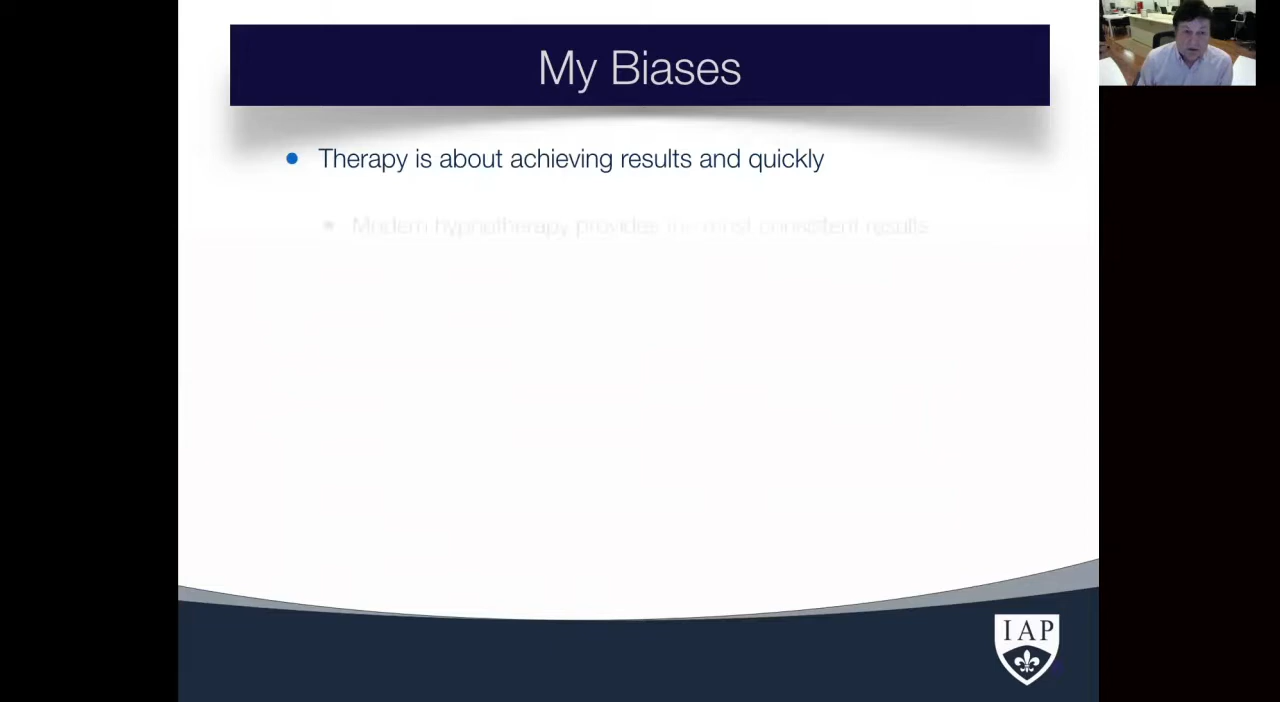 My Biases
Therapy is about achieving results and quickly
Modern hypnotherapy provides the most consistent results
IAP